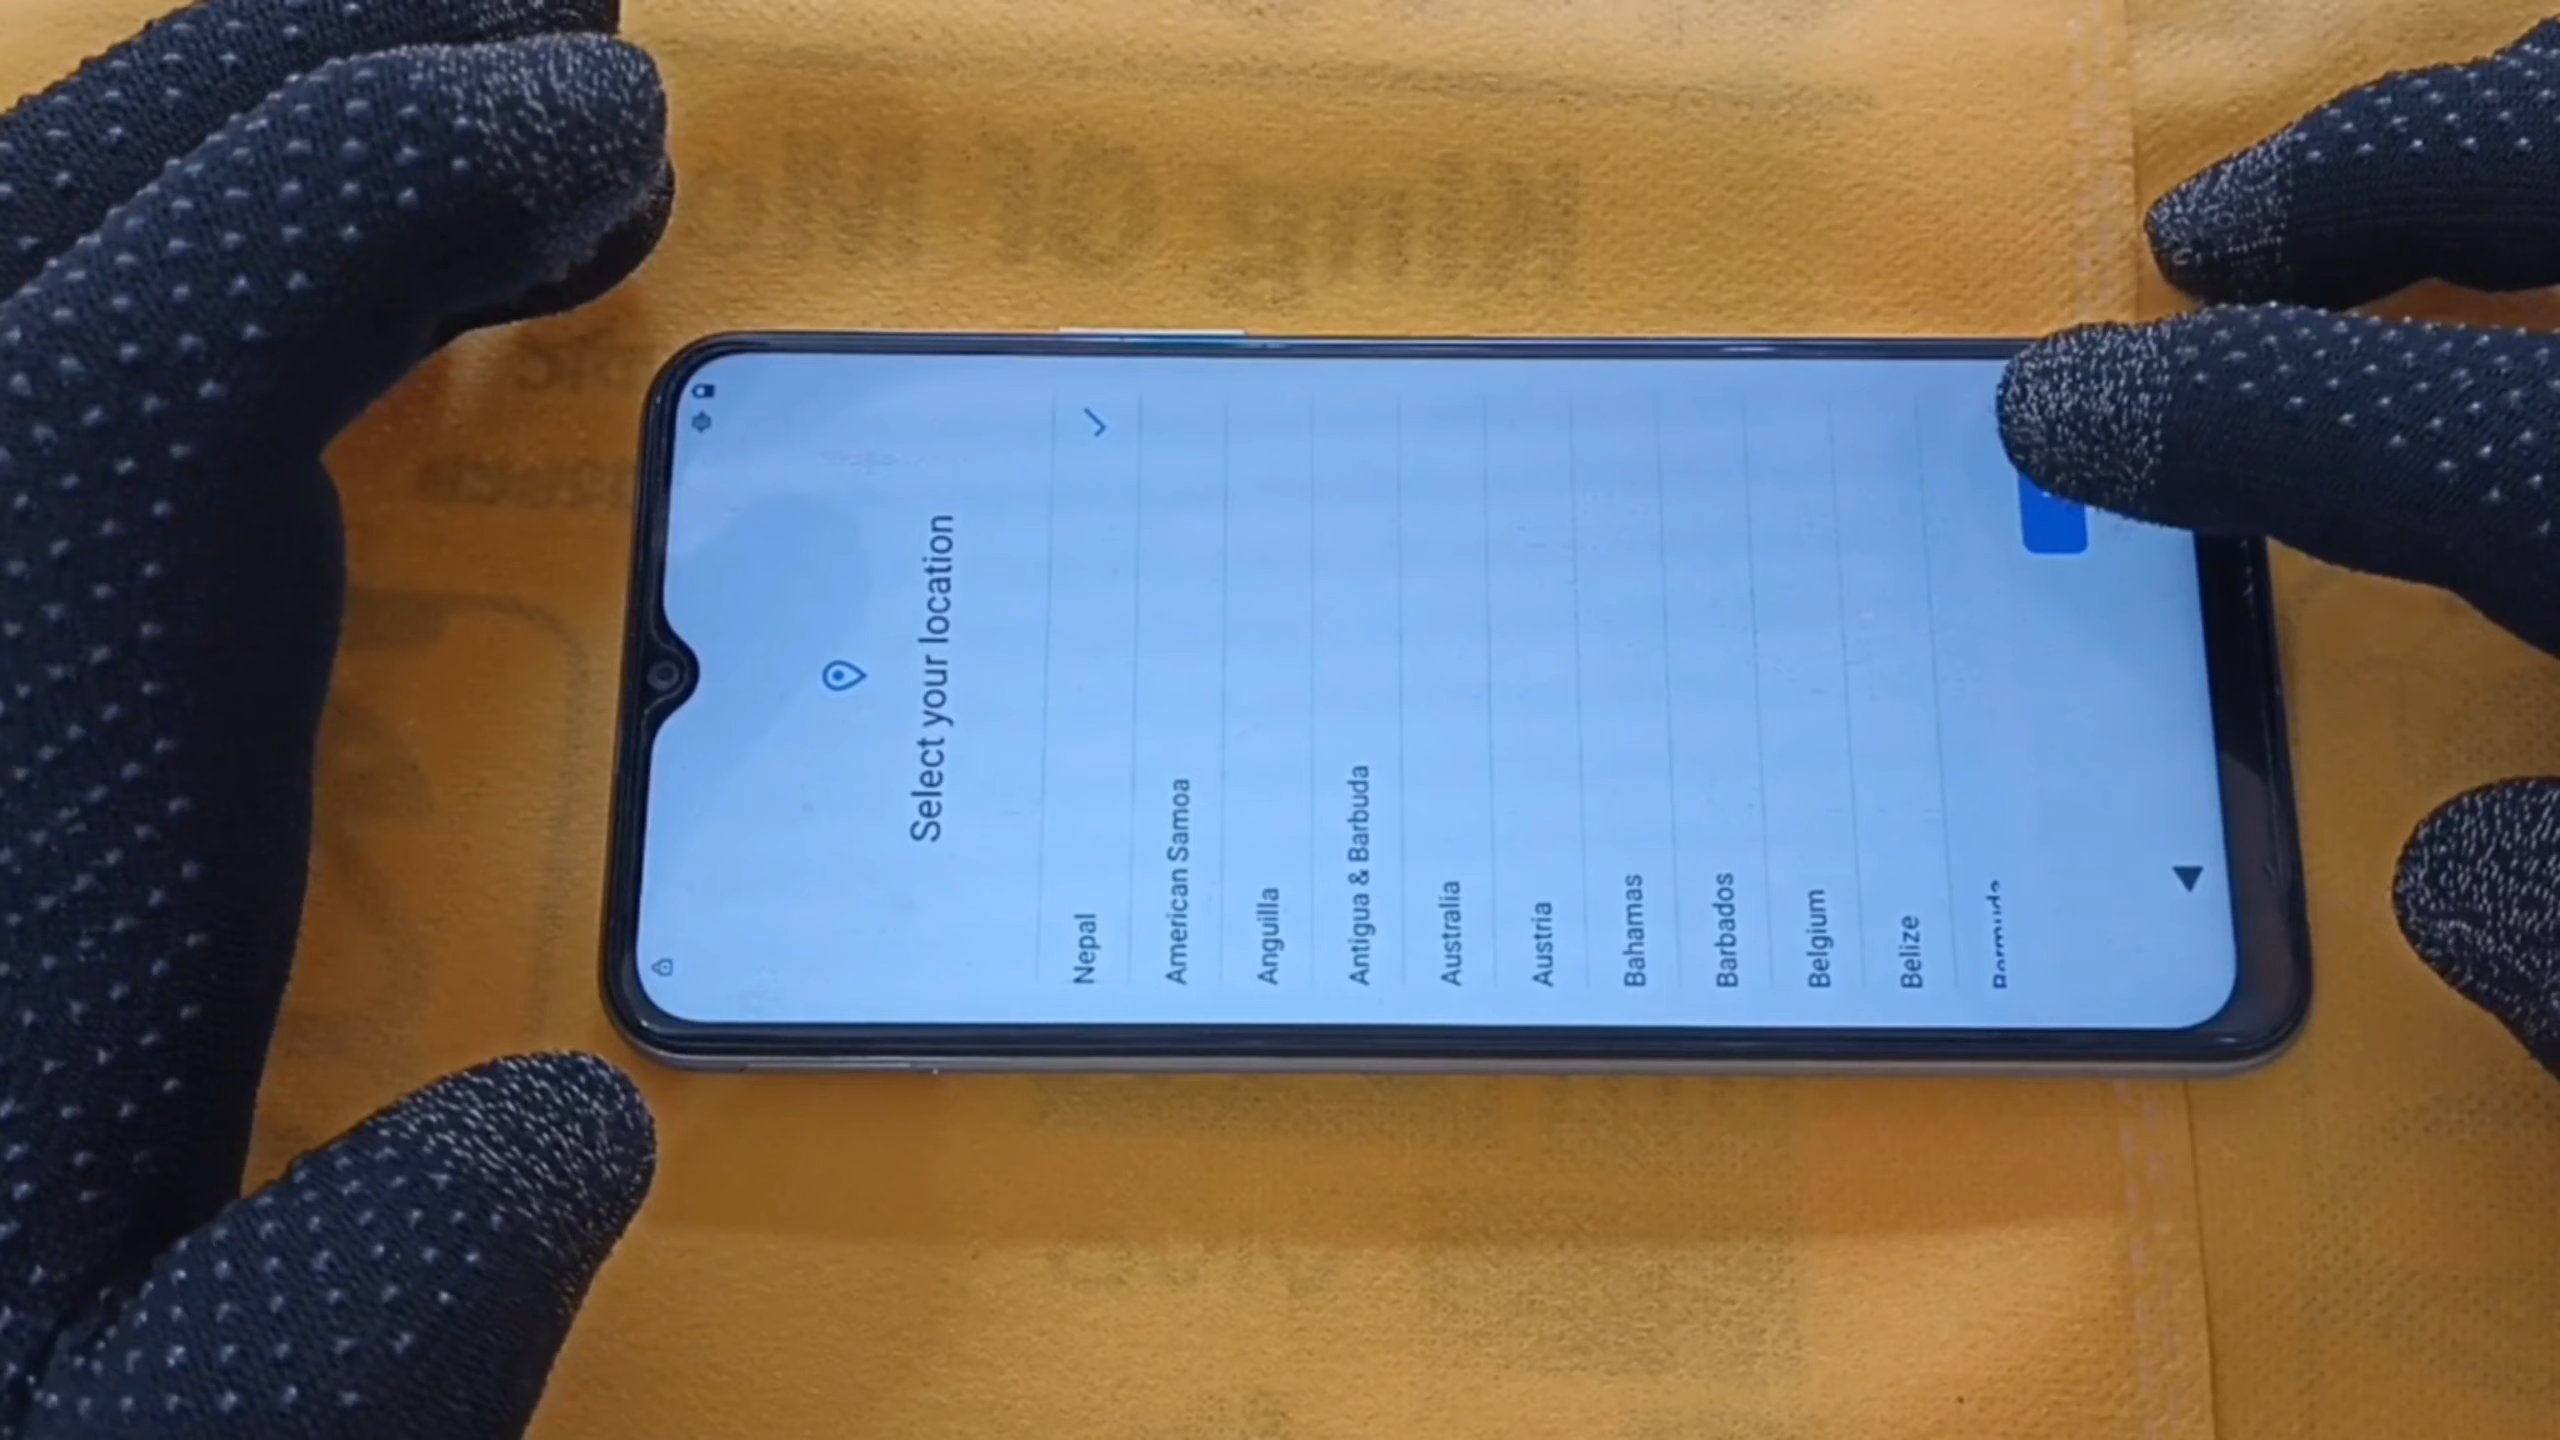 Select your location
Nepal
American Samoa
Anguilla
Antigua & Barbuda
Australia
Austria
Bahamas
Barbados
Belgium
Belize